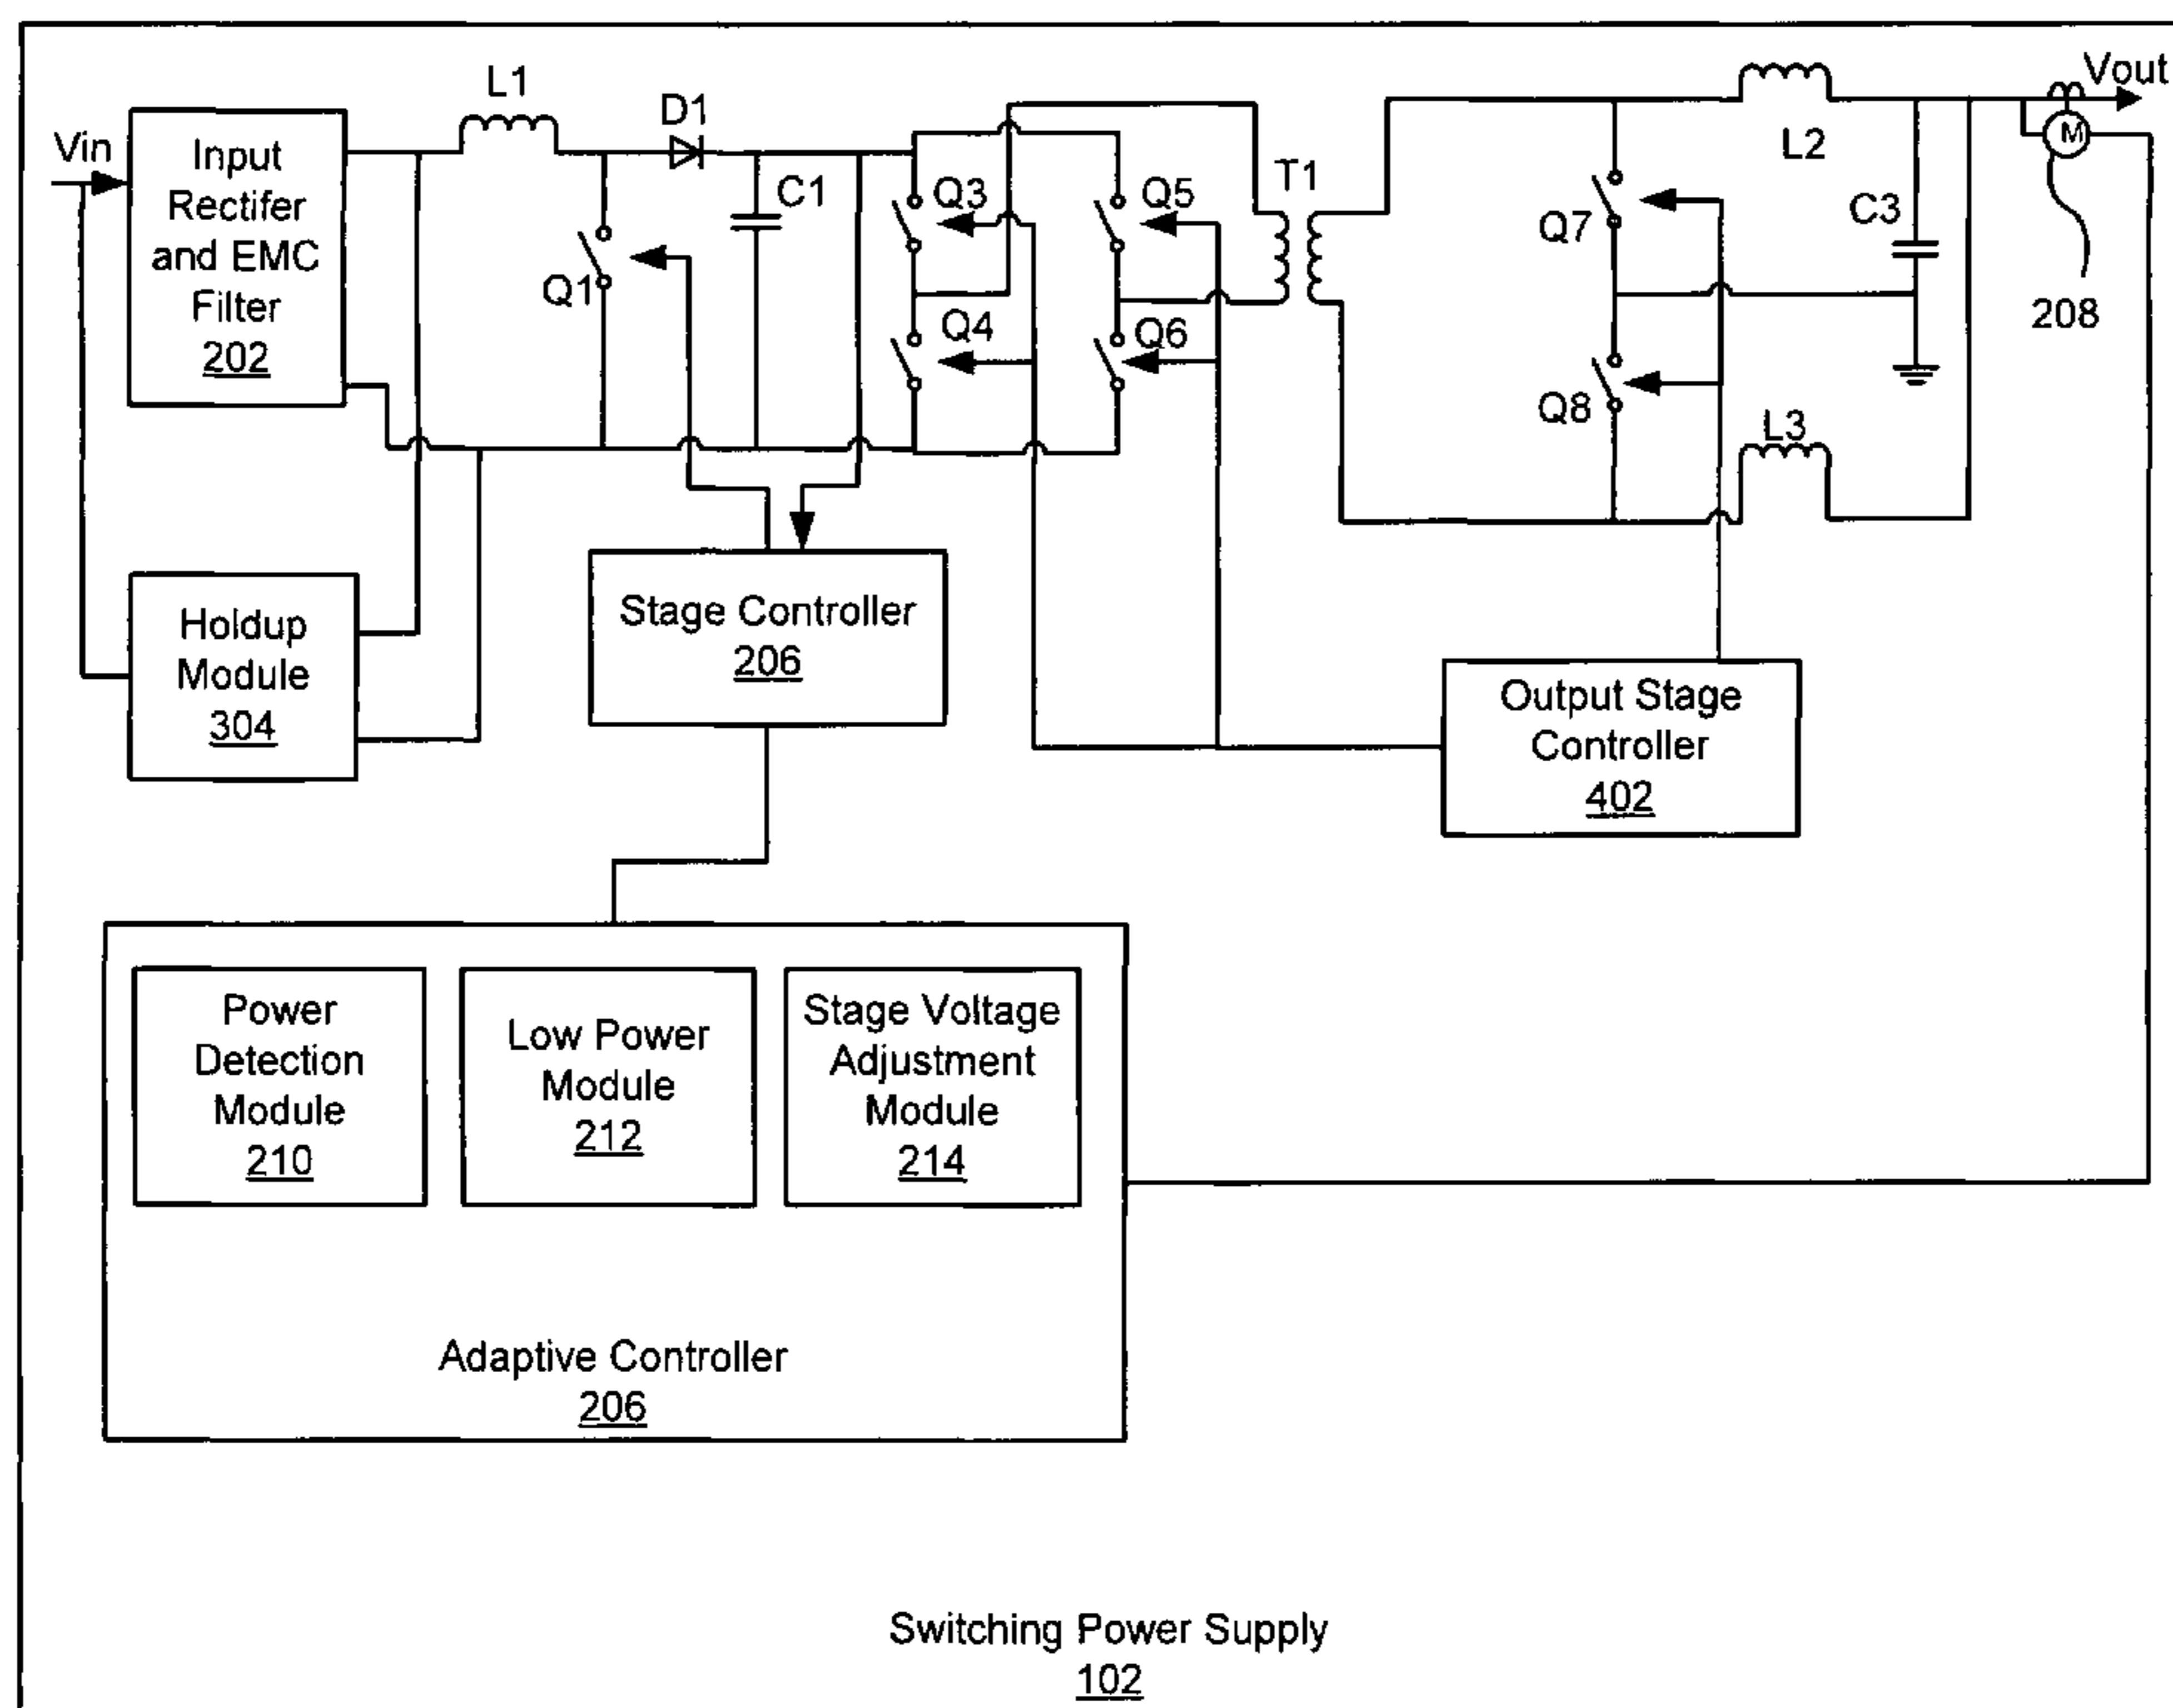 Vin
Input
Rectifer
and EMC
Filter
202
L1
D1
Q1
C1
Q3
Q4
Q5
Q6
T1
Q7
Q8
L2
C3
L3
Vout
M
208
Holdup
Module
304
Stage Controller
206
Output Stage
Controller
402
Power
Detection
Module
210
Low Power
Module
212
Stage Voltage
Adjustment
Module
214
Adaptive Controller
206
Switching Power Supply
102